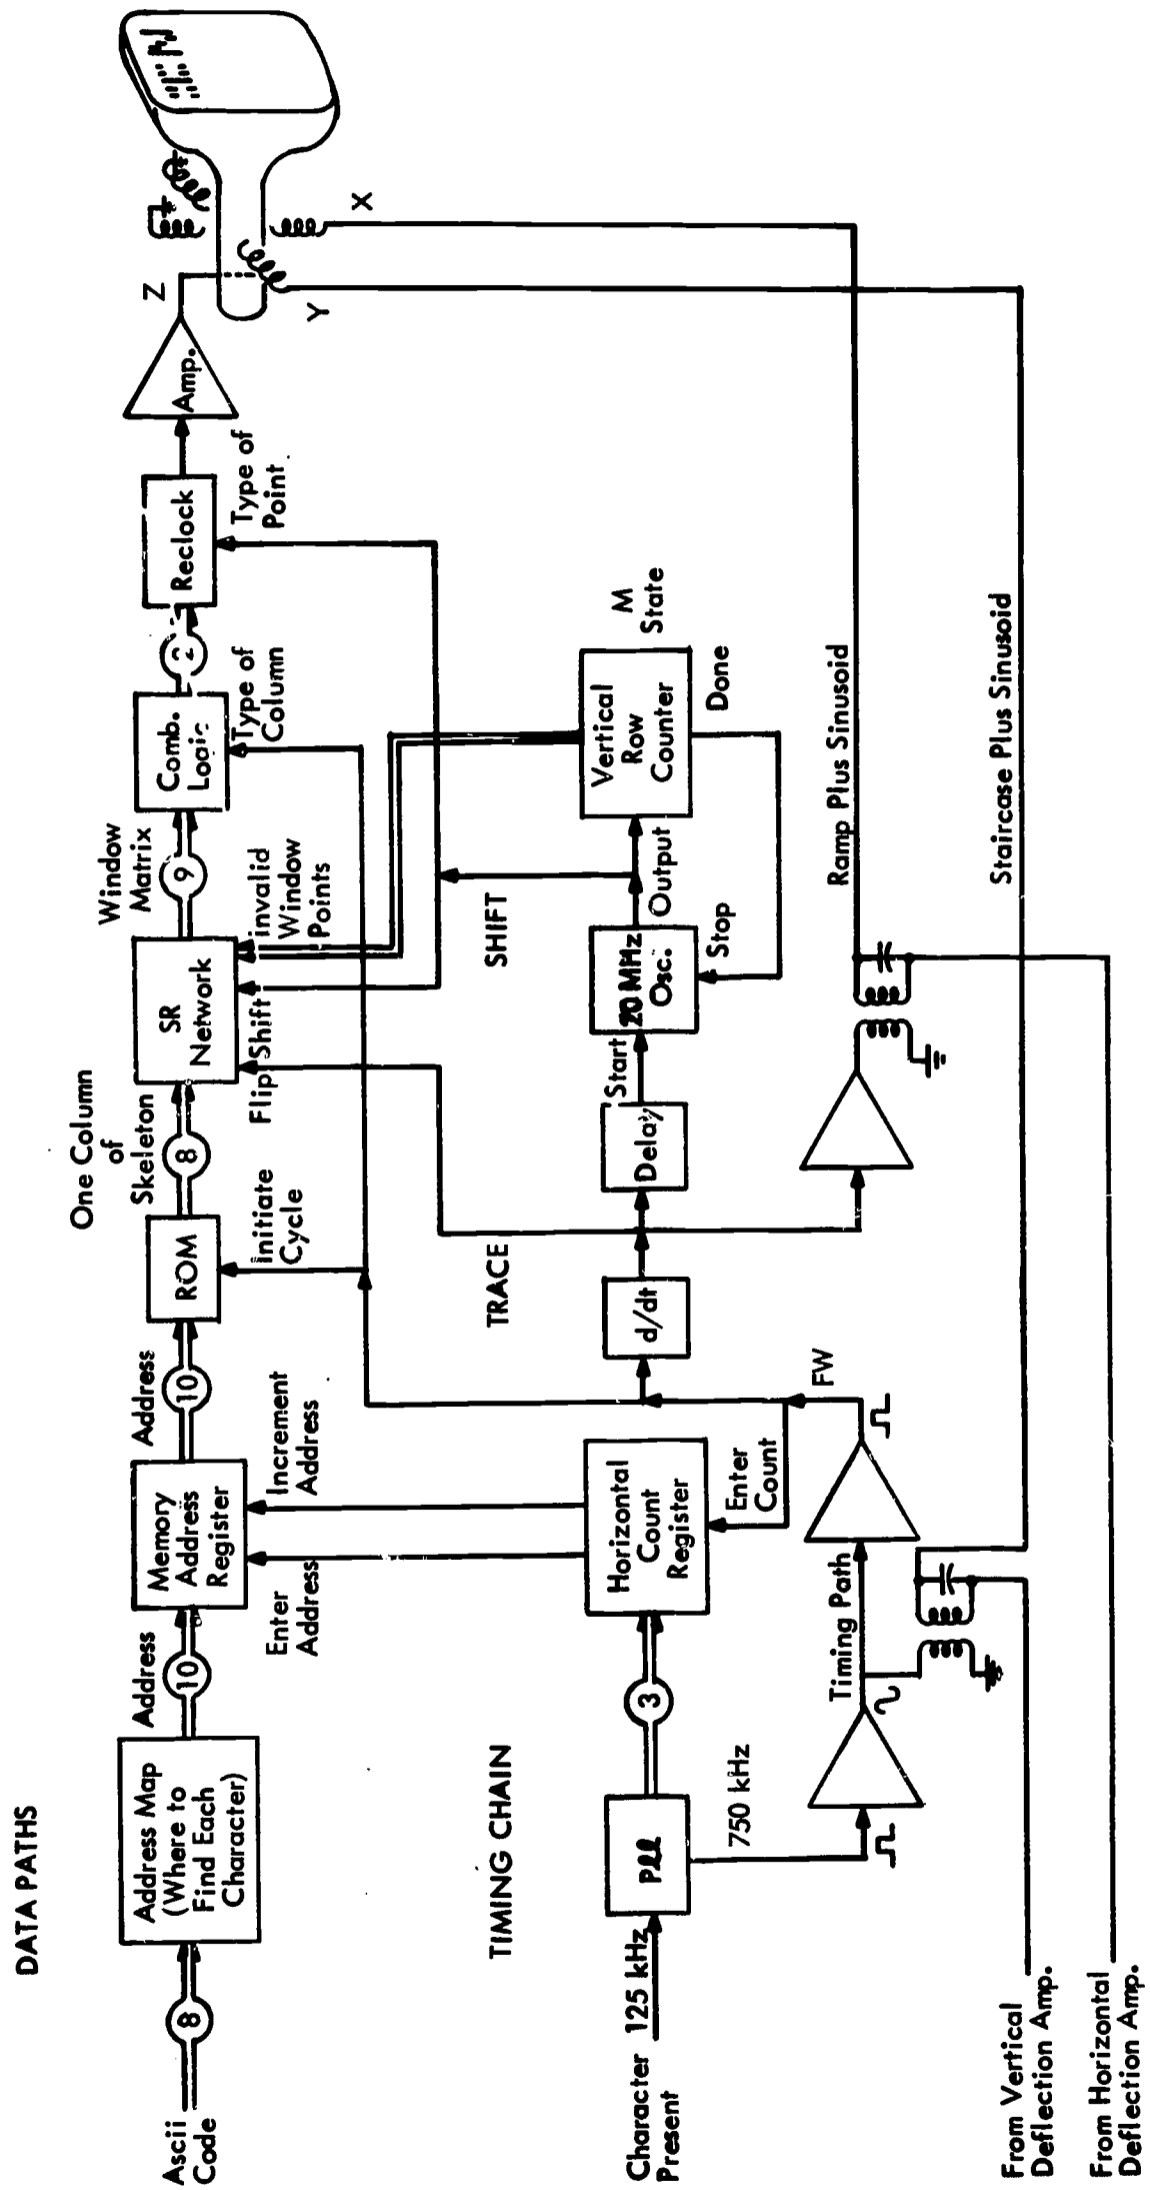 DATA PATHS
Ascii
Code
8
Address Map
(Where to
Find Each
Character)
Address
10
Memory
Address
Register
Enter
Address
Increment
Address
Address
10
ROM
Initiate
Cycle
One Column
of
Skeleton
8
SR
Network
Flip
Shift
Invalid
Window
Points
Window
Matrix
9
Comb.
Logic
Type of
Column
2
Reclock
Type of
Point
Amp.
Z
Y
X
TIMING CHAIN
Character
Present
125 kHz
Pll
3
750 kHz
Horizontal
Count
Register
Enter
Count
Timing Path
FW
d/dt
TRACE
Delay
Start
20 MHz
Osc.
Stop
SHIFT
Output
Vertical
Row
Counter
M
State
Done
Ramp Plus Sinusoid
Staircase Plus Sinusoid
From Vertical
Deflection Amp.
From Horizontal
Deflection Amp.